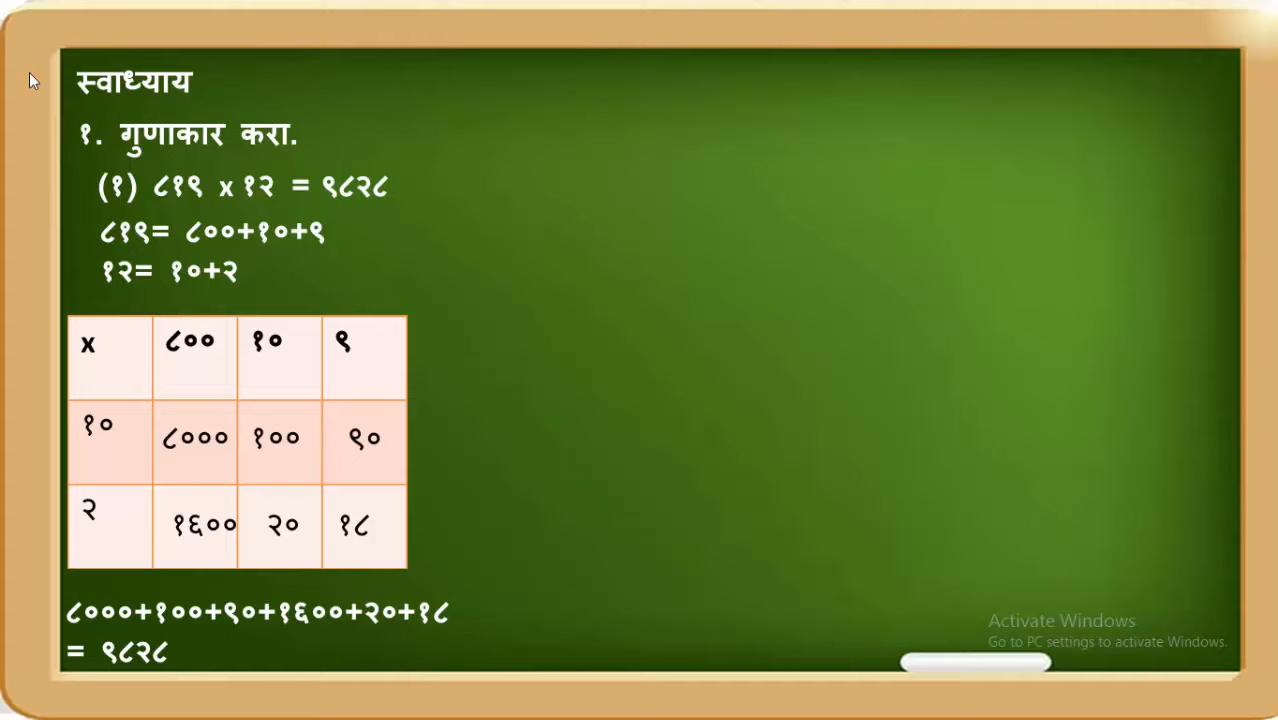 स्वाध्याय
१. गुणाकार करा.
(१) ८१९ x १२ = ९८२८
८१९= ८००+१०+९
१२= १०+२
x ८०० १० ९
१० ८००० १०० ९०
२ १६०० २० १८
८०००+१००+९०+१६००+२०+१८
= ९८२८
Activate Windows
Go to PC settings to activate Windows.